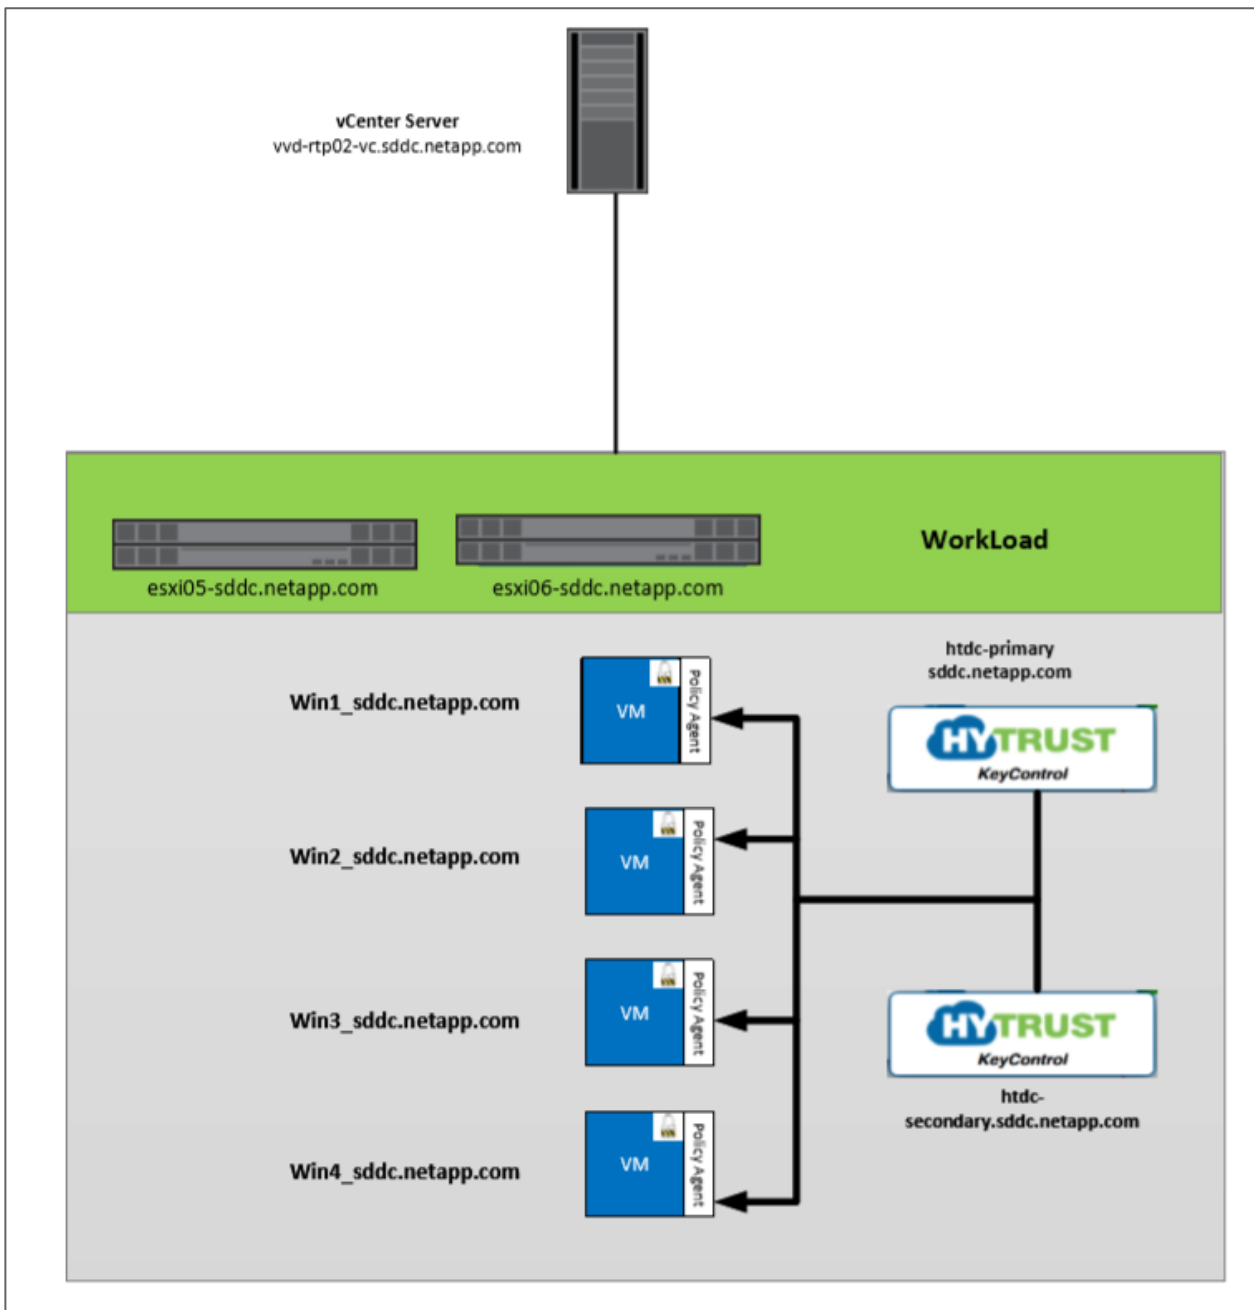 vCenter Server
vvd-rtp02-vc.sddc.netapp.com
WorkLoad
esxi05-sddc.netapp.com
esxi06-sddc.netapp.com
htdc-primary
sddc.netapp.com
Win1_sddc.netapp.com
VM
Policy Agent
HYTRUST
KeyControl
Win2_sddc.netapp.com
VM
Policy Agent
Win3_sddc.netapp.com
VM
Policy Agent
HYTRUST
KeyControl
htdc-
secondary.sddc.netapp.com
Win4_sddc.netapp.com
VM
Policy Agent